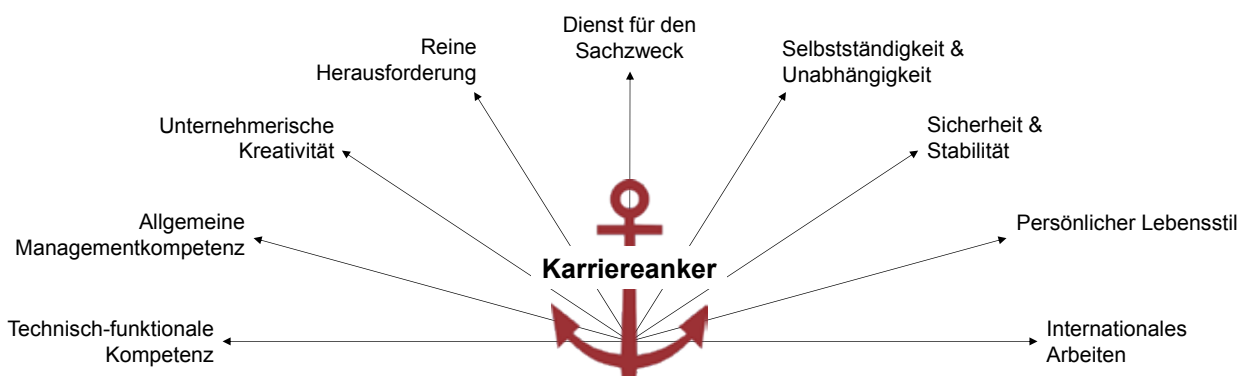 Dienst für den
Sachzweck
Reine
Herausforderung
Selbstständigkeit &
Unabhängigkeit
Unternehmerische
Kreativität
Sicherheit &
Stabilität
Allgemeine
Managementkompetenz
Persönlicher Lebensstil
Karriereanker
Technisch-funktionale
Kompetenz
Internationales
Arbeiten